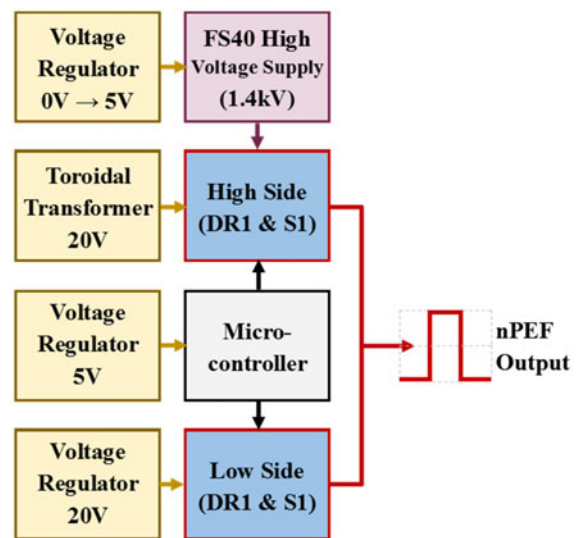 Voltage
Regulator
0V → 5V
FS40 High
Voltage Supply
(1.4kV)
Toroidal
Transformer
20V
High Side
(DR1 & S1)
Voltage
Regulator
5V
Micro-
controller
nPEF
Output
Voltage
Regulator
20V
Low Side
(DR1 & S1)